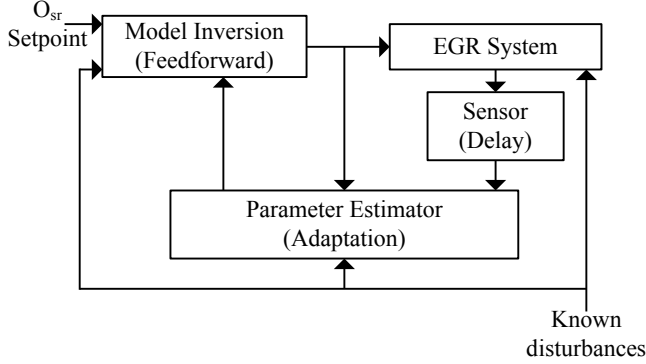 O_sr
Setpoint
Model Inversion
(Feedforward)
EGR System
Sensor
(Delay)
Parameter Estimator
(Adaptation)
Known
disturbances